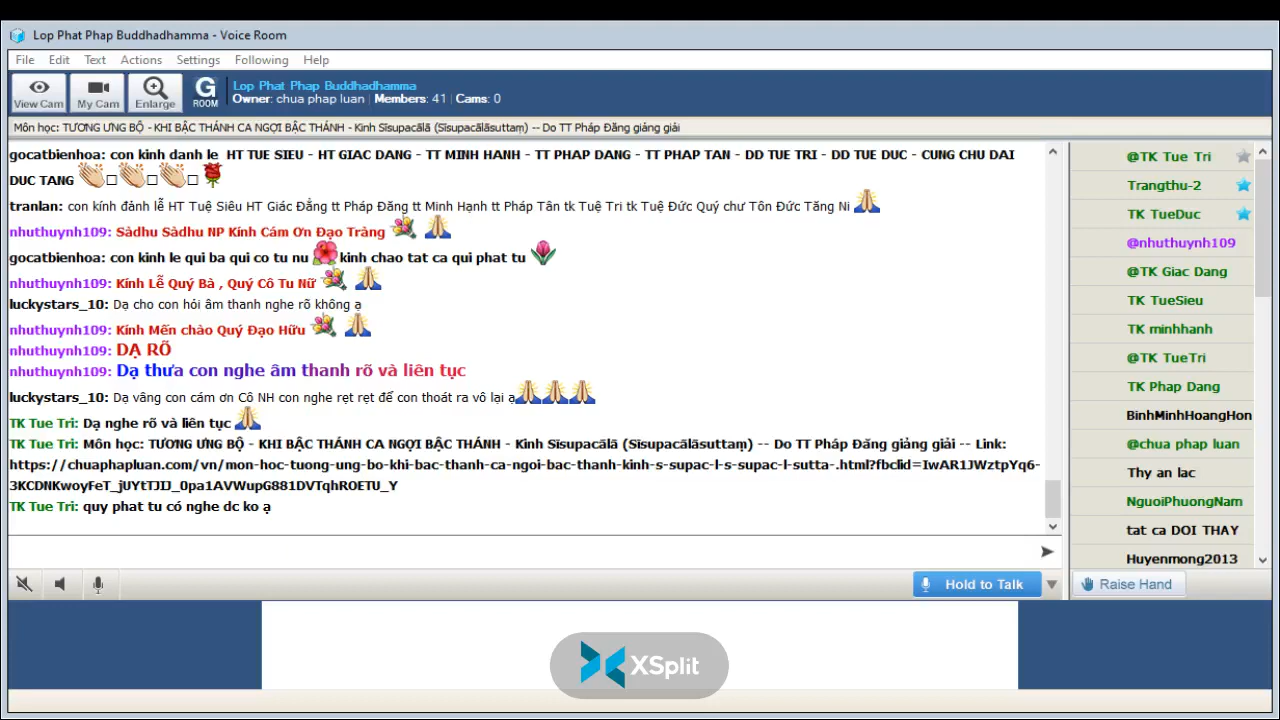 Lop Phat Phap Buddhadhamma - Voice Room
File Edit Text Actions Settings Following Help
View Cam My Cam Enlarge G ROOM
Lop Phat Phap Buddhadhamma
Owner: chua phap luan | Members: 41 | Cams: 0
Môn học: TƯƠNG ƯNG BỘ - KHI BẬC THÁNH CA NGỢI BẬC THÁNH - Kinh Sīsupacālā (Sīsupacālāsuttaṃ) -- Do TT Pháp Đăng giảng giải
gocatbienhoa: con kinh danh le HT TUE SIEU - HT GIAC DANG - TT MINH HANH - TT PHAP DANG - TT PHAP TAN - DD TUE TRI - DD TUE DUC - CUNG CHU DAI
DUC TANG
tranlan: con kính đảnh lễ HT Tuệ Siêu HT Giác Đẳng tt Pháp Đăng tt Minh Hạnh tt Pháp Tân tk Tuệ Tri tk Tuệ Đức Quý chư Tôn Đức Tăng Ni
nhuthuynh109: Sàdhu Sàdhu NP Kính Cám Ơn Đạo Tràng
gocatbienhoa: con kinh le qui ba qui co tu nu kinh chao tat ca qui phat tu
nhuthuynh109: Kính Lễ Quý Bà , Quý Cô Tu Nữ
luckystars_10: Dạ cho con hỏi âm thanh nghe rõ không ạ
nhuthuynh109: Kính Mến chào Quý Đạo Hữu
nhuthuynh109: DẠ RÕ
nhuthuynh109: Dạ thưa con nghe âm thanh rõ và liên tục
luckystars_10: Dạ vâng con cám ơn Cô NH con nghe rẹt rẹt để con thoát ra vô lại ạ
TK Tue Tri: Dạ nghe rõ và liên tục
TK Tue Tri: Môn học: TƯƠNG ƯNG BỘ - KHI BẬC THÁNH CA NGỢI BẬC THÁNH - Kinh Sīsupacālā (Sīsupacālāsuttaṃ) -- Do TT Pháp Đăng giảng giải -- Link:
https://chuaphapluan.com/vn/mon-hoc-tuong-ung-bo-khi-bac-thanh-ca-ngoi-bac-thanh-kinh-s-supac-l-s-supac-l-sutta-.html?fbclid=IwAR1JWztpYq6-
3KCDNKwoyFeT_jUYtTJIJ_0pa1AVWupG881DVTqhROETU_Y
TK Tue Tri: quy phat tu có nghe dc ko ạ
Hold to Talk
@TK Tue Tri
Trangthu-2
TK TueDuc
@nhuthuynh109
@TK Giac Dang
TK TueSieu
TK minhhanh
@TK TueTri
TK Phap Dang
BinhMinhHoangHon
@chua phap luan
Thy an lac
NguoiPhuongNam
tat ca DOI THAY
Huyenmong2013
Raise Hand
XSplit